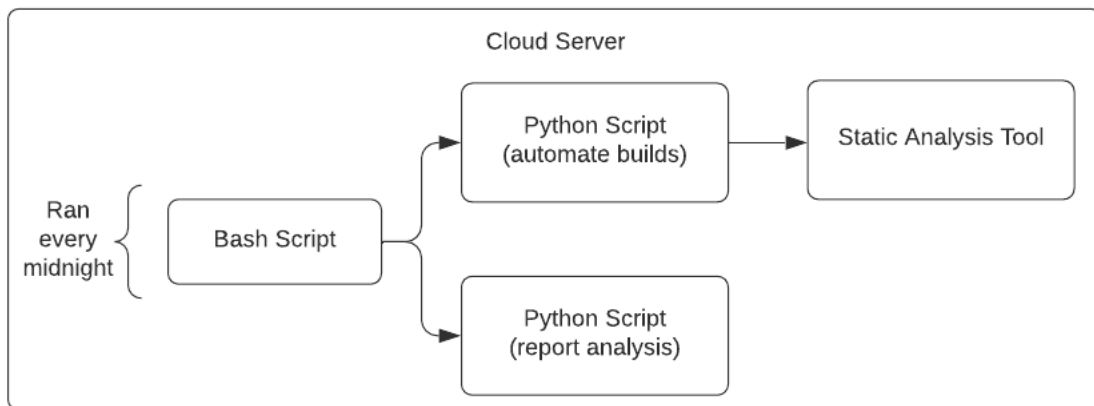 Cloud Server
Python Script
(automate builds)
Static Analysis Tool
Ran
every
midnight
Bash Script
Python Script
(report analysis)